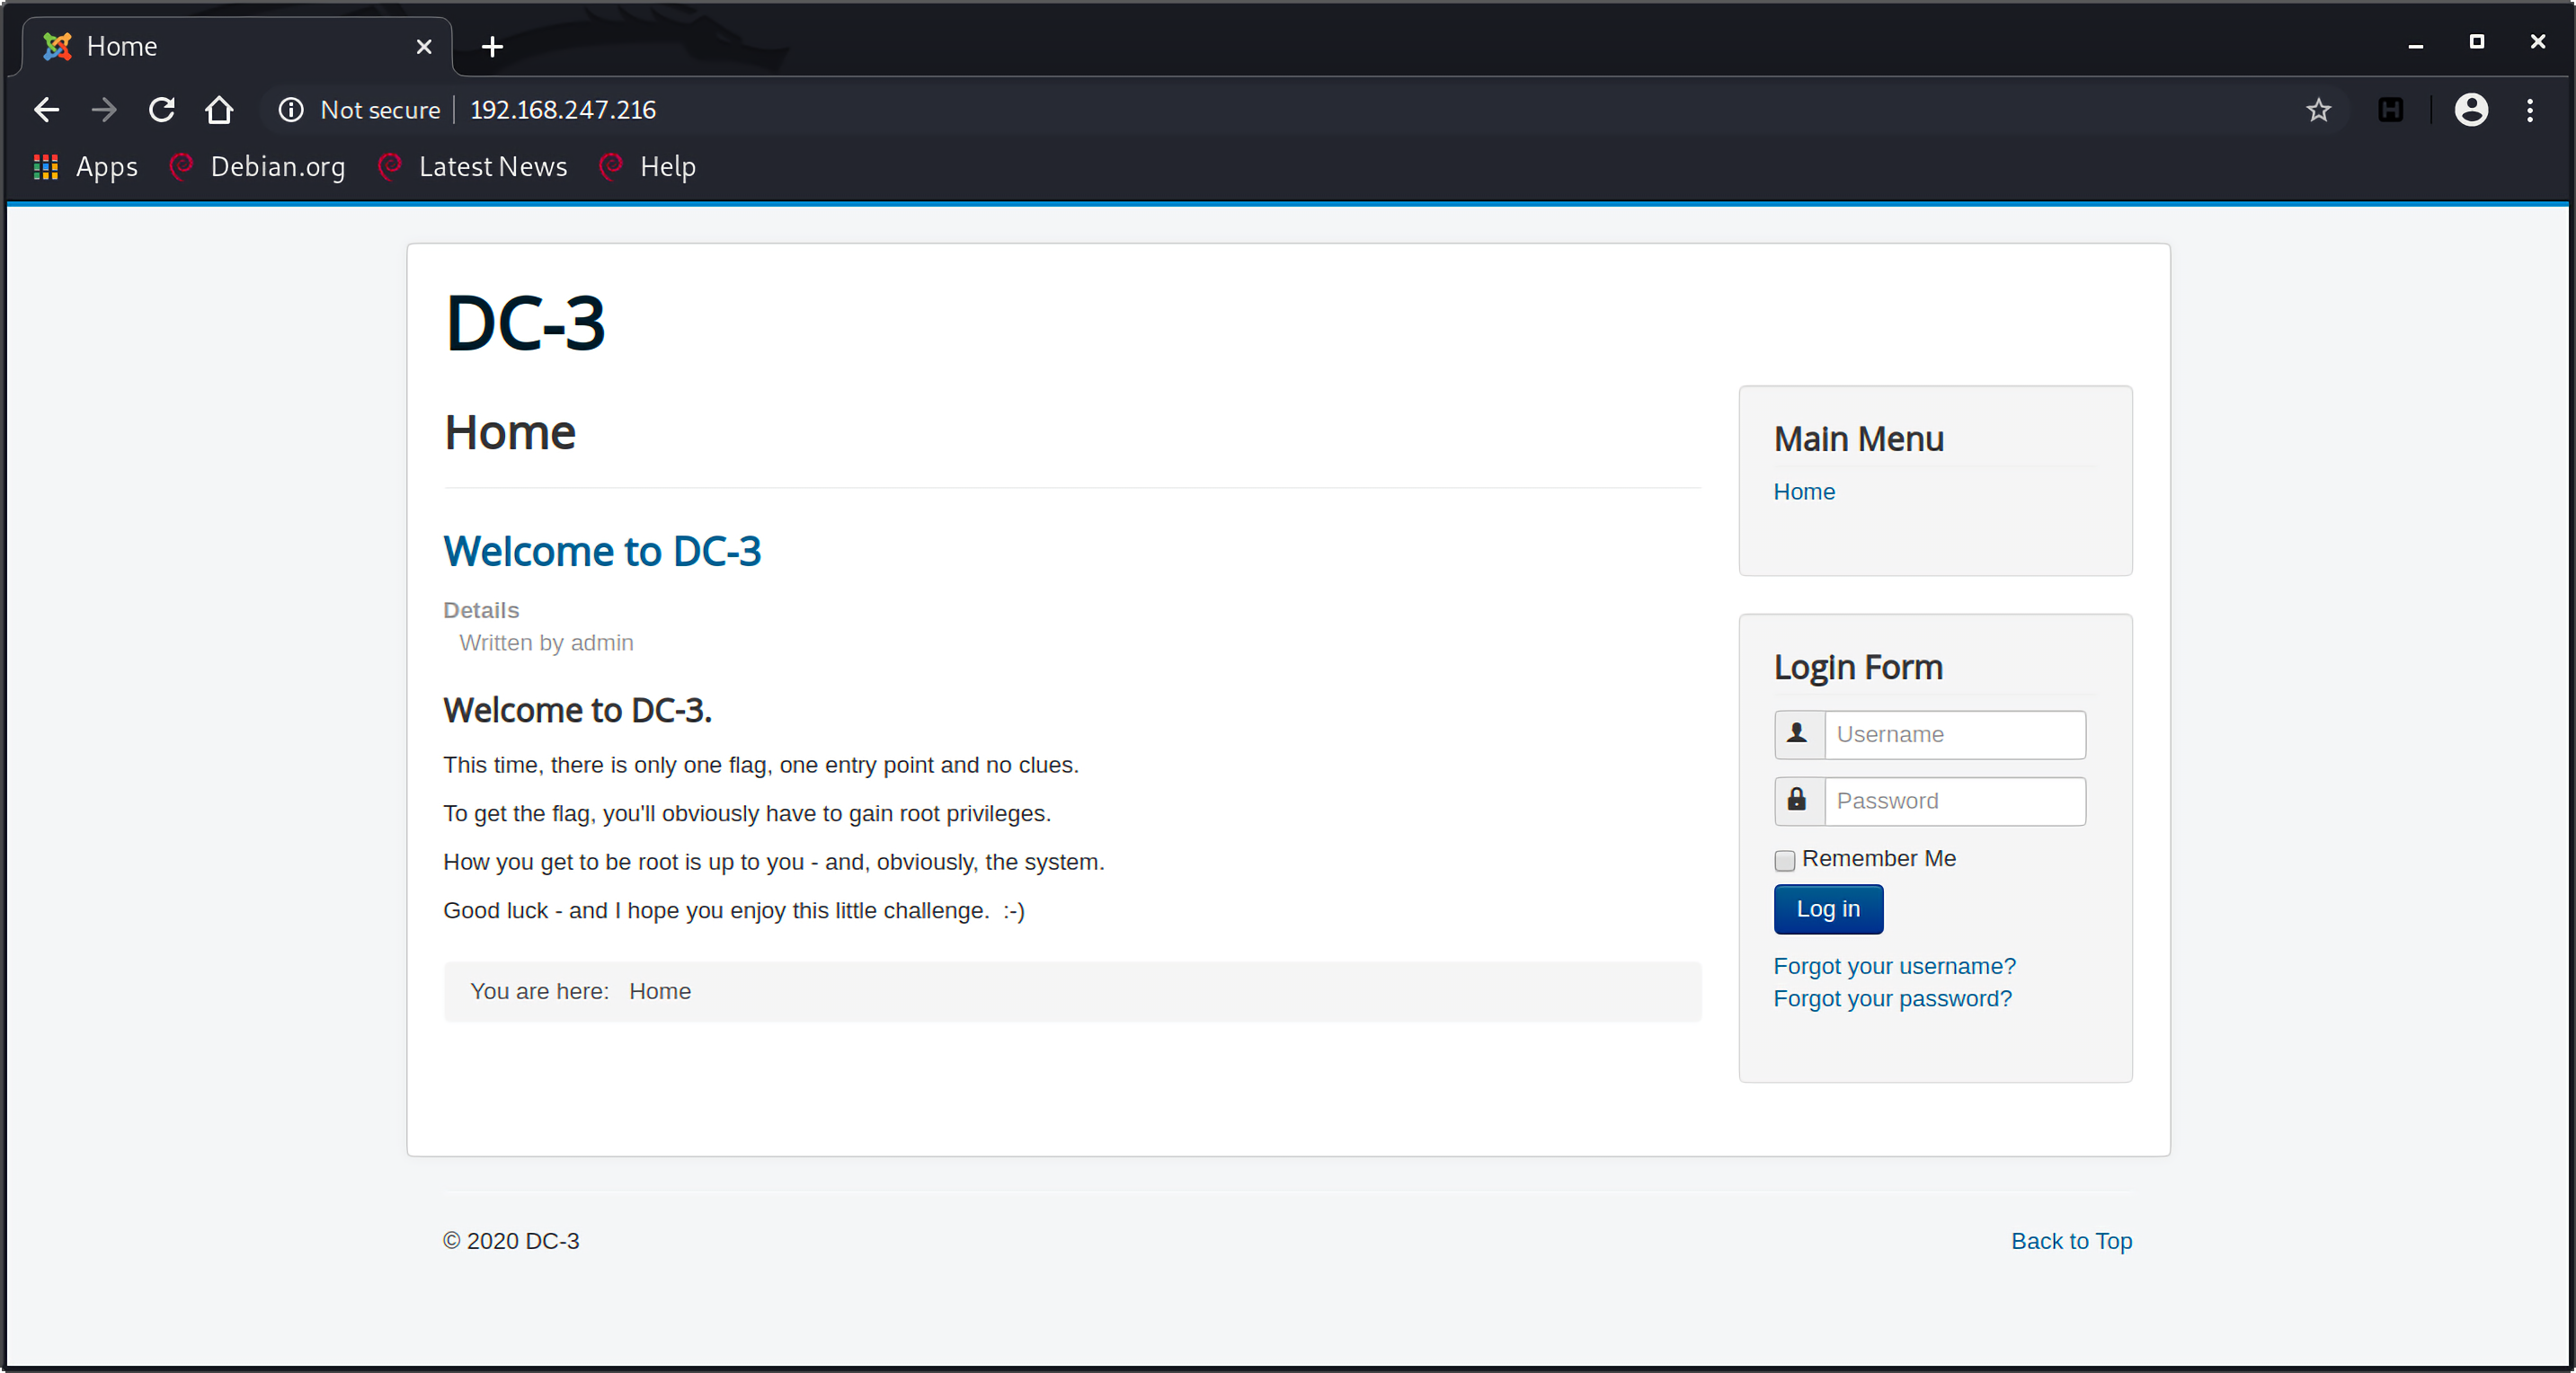 Home
Not secure 192.168.247.216
Apps Debian.org Latest News Help
DC-3
Home
Welcome to DC-3
Details
Written by admin
Welcome to DC-3.
This time, there is only one flag, one entry point and no clues.
To get the flag, you'll obviously have to gain root privileges.
How you get to be root is up to you - and, obviously, the system.
Good luck - and I hope you enjoy this little challenge. :-)
You are here: Home
Main Menu
Home
Login Form
Username
Password
Remember Me
Log in
Forgot your username?
Forgot your password?
© 2020 DC-3
Back to Top